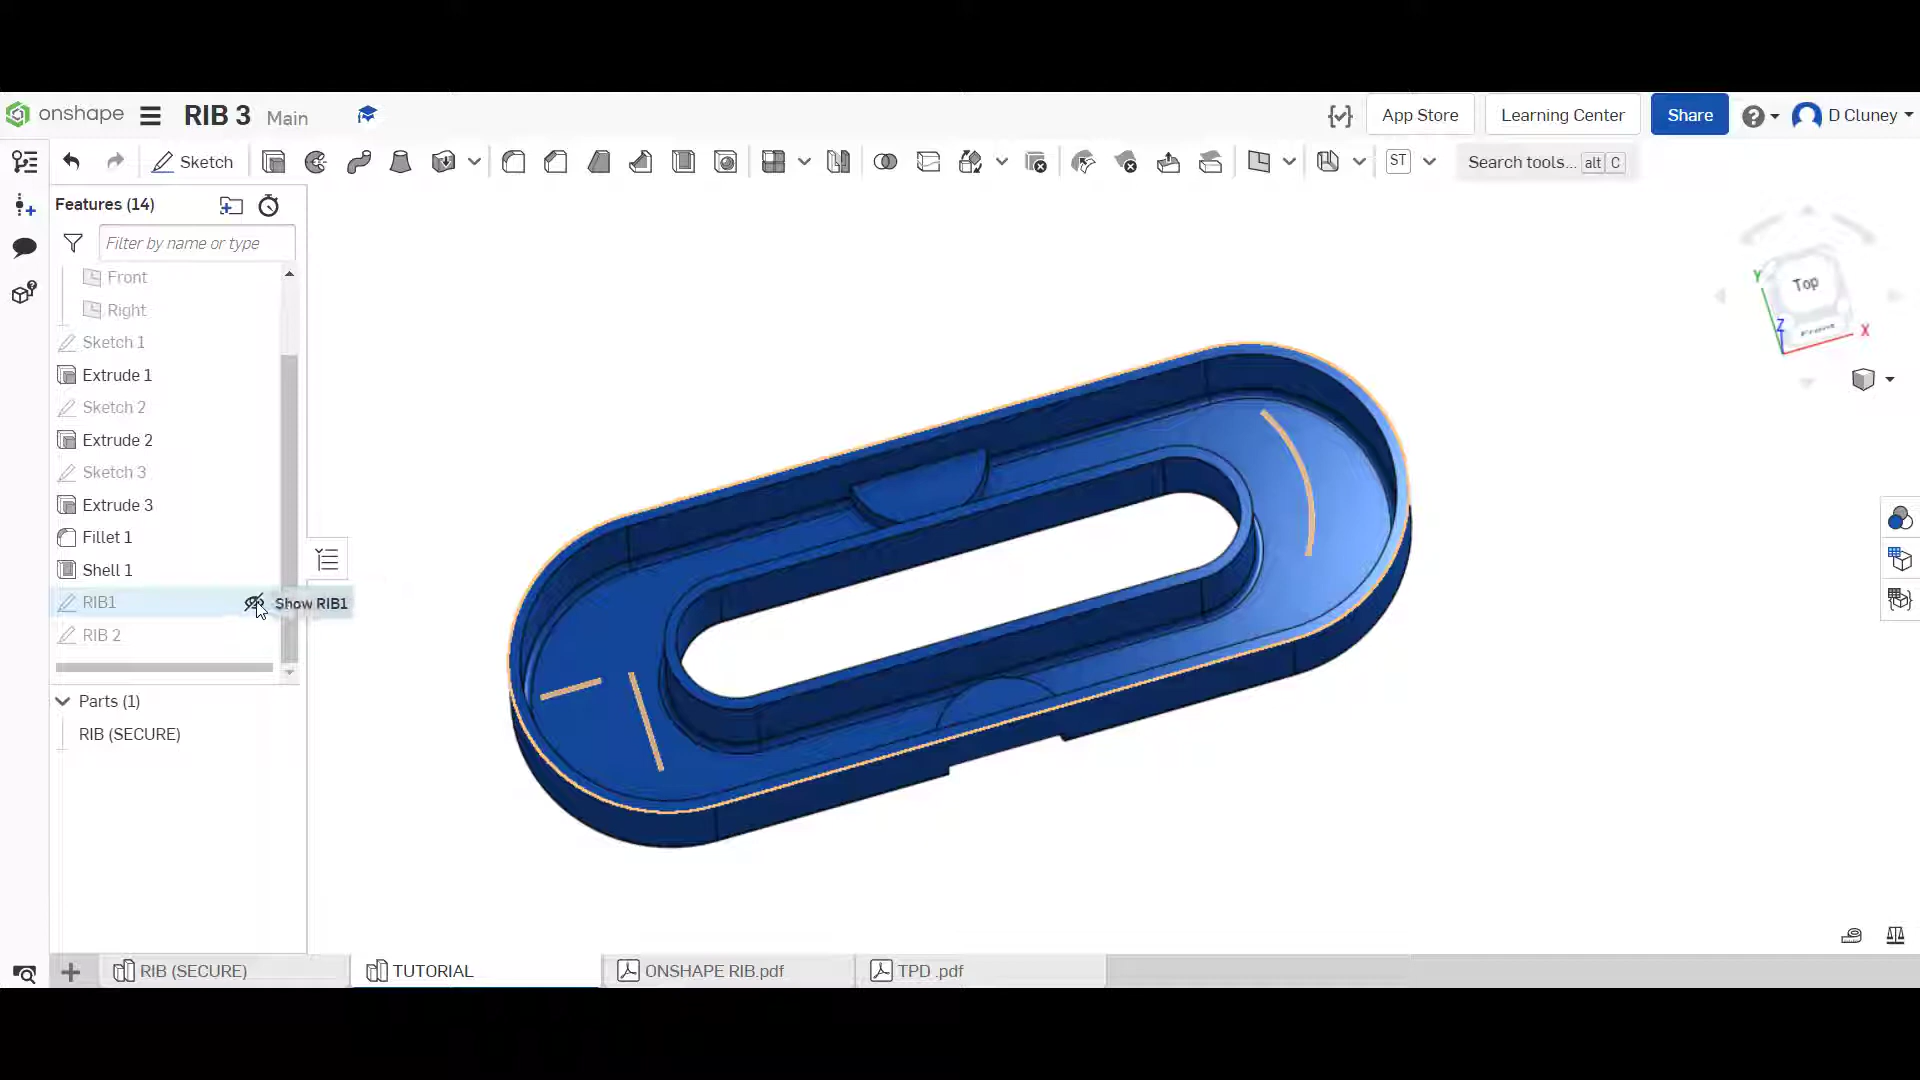 onshape RIB 3 Main App Store Learning Center Share D Cluney
Sketch ST Search tools... alt C
Features (14)
Filter by name or type
Front
Right
Sketch 1
Extrude 1
Sketch 2
Extrude 2
Sketch 3
Extrude 3
Fillet 1
Shell 1
RIB1 Show RIB1
RIB 2
Parts (1)
RIB (SECURE)
Y Top
Z Front X
RIB (SECURE) TUTORIAL ONSHAPE RIB.pdf TPD .pdf